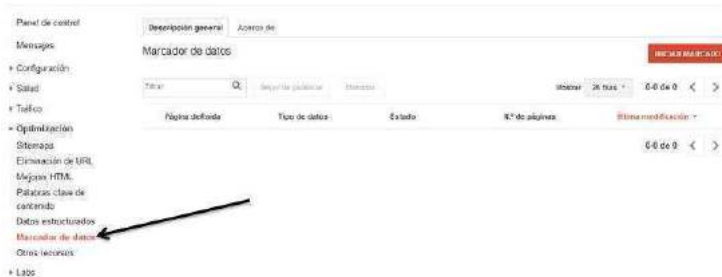 Panel de control
Mensajes
Configuración
Salud
Tráfico
Optimización
Sitemaps
Eliminación de URL
Mejoras HTML
Palabras clave de
contenido
Datos estructurados
Marcador de datos
Otros recursos
Labs
Descripción general Acerca de
Marcador de datos
INICIAR MARCADO
Filtrar
Mostrar 25 filas 0-0 de 0
Página definida Tipo de datos Estado N.º de páginas Última modificación
0-0 de 0